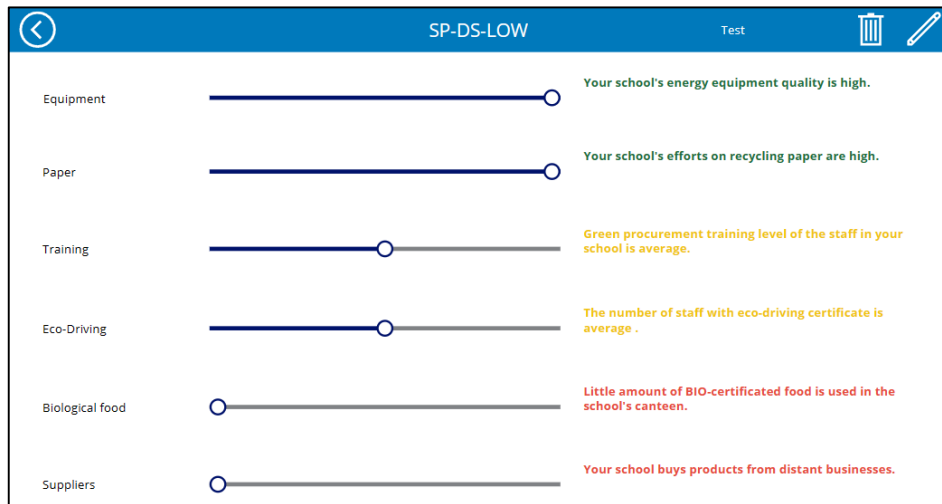 SP-DS-LOW
Test
Equipment
Your school's energy equipment quality is high.
Paper
Your school's efforts on recycling paper are high.
Training
Green procurement training level of the staff in your
school is average.
Eco-Driving
The number of staff with eco-driving certificate is
average .
Biological food
Little amount of BIO-certificated food is used in the
school's canteen.
Suppliers
Your school buys products from distant businesses.